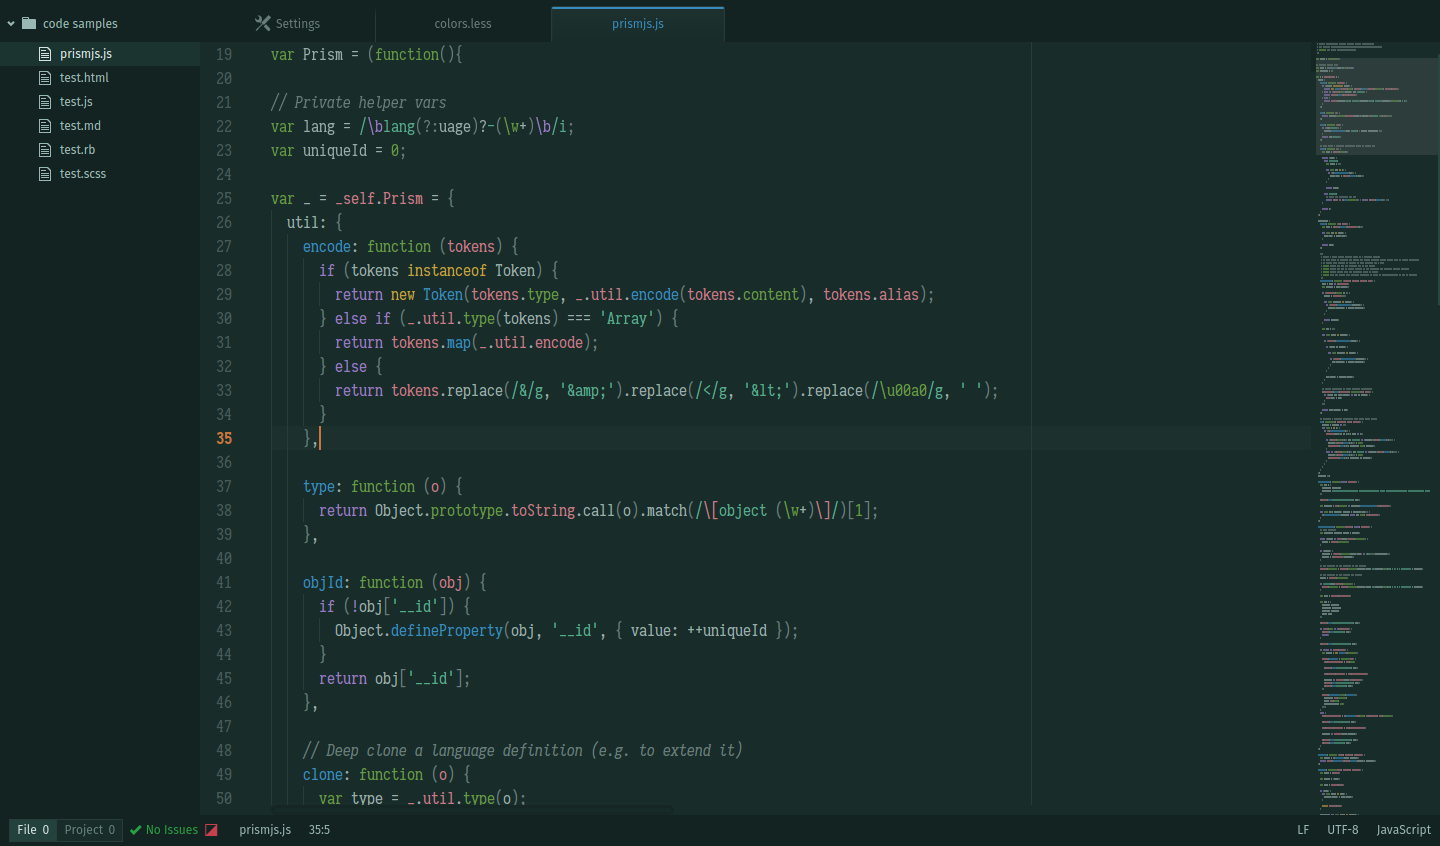 code samples
prismjs.js
test.html
test.js
test.md
test.rb
test.scss
Settings
colors.less
prismjs.js
19 var Prism = (function(){
20
21 // Private helper vars
22 var lang = /\blang(?:uage)?-(\w+)\b/i;
23 var uniqueId = 0;
24
25 var _ = _self.Prism = {
26 util: {
27 encode: function (tokens) {
28 if (tokens instanceof Token) {
29 return new Token(tokens.type, _.util.encode(tokens.content), tokens.alias);
30 } else if (_.util.type(tokens) === 'Array') {
31 return tokens.map(_.util.encode);
32 } else {
33 return tokens.replace(/&/g, '&amp;').replace(/</g, '&lt;').replace(/\u00a0/g, ' ');
34 }
35 },
36
37 type: function (o) {
38 return Object.prototype.toString.call(o).match(/\[object (\w+)\]/)[1];
39 },
40
41 objId: function (obj) {
42 if (!obj['__id']) {
43 Object.defineProperty(obj, '__id', { value: ++uniqueId });
44 }
45 return obj['__id'];
46 },
47
48 // Deep clone a language definition (e.g. to extend it)
49 clone: function (o) {
50 var type = _.util.type(o);
File 0 Project 0 No Issues prismjs.js 35:5 LF UTF-8 JavaScript